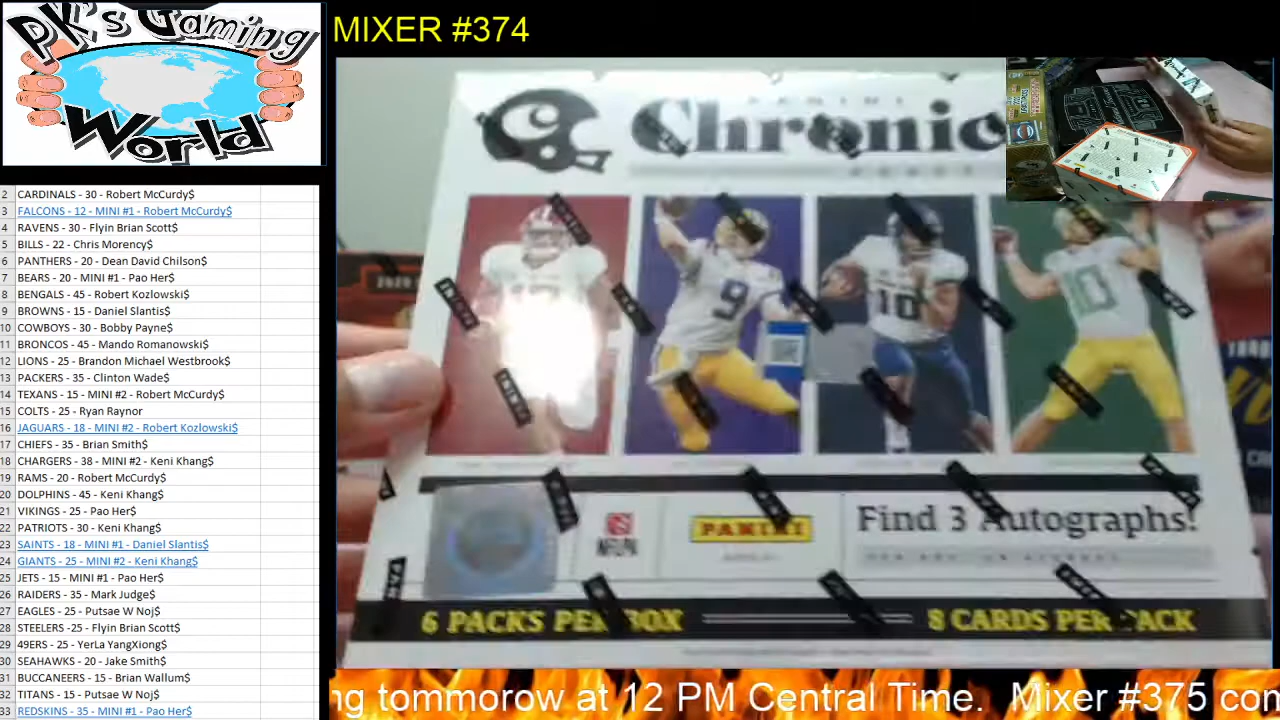 PK's Gaming
World
MIXER #374
2 CARDINALS - 30 - Robert McCurdy$
3 FALCONS - 12 - MINI #1 - Robert McCurdy$
4 RAVENS - 30 - Flyin Brian Scott$
5 BILLS - 22 - Chris Morency$
6 PANTHERS - 20 - Dean David Chilson$
7 BEARS - 20 - MINI #1 - Pao Her$
8 BENGALS - 45 - Robert Kozlowski$
9 BROWNS - 15 - Daniel Slantis$
10 COWBOYS - 30 - Bobby Payne$
11 BRONCOS - 45 - Mando Romanowski$
12 LIONS - 25 - Brandon Michael Westbrook$
13 PACKERS - 35 - Clinton Wade$
14 TEXANS - 15 - MINI #2 - Robert McCurdy$
15 COLTS - 25 - Ryan Raynor
16 JAGUARS - 18 - MINI #2 - Robert Kozlowski$
17 CHIEFS - 35 - Brian Smith$
18 CHARGERS - 38 - MINI #2 - Keni Khang$
19 RAMS - 20 - Robert McCurdy$
20 DOLPHINS - 45 - Keni Khang$
21 VIKINGS - 25 - Pao Her$
22 PATRIOTS - 30 - Keni Khang$
23 SAINTS - 18 - MINI #1 - Daniel Slantis$
24 GIANTS - 25 - MINI #2 - Keni Khang$
25 JETS - 15 - MINI #1 - Pao Her$
26 RAIDERS - 35 - Mark Judge$
27 EAGLES - 25 - Putsae W Noj$
28 STEELERS -25 - Flyin Brian Scott$
29 49ERS - 25 - YerLa YangXiong$
30 SEAHAWKS - 20 - Jake Smith$
31 BUCCANEERS - 15 - Brian Wallum$
32 TITANS - 15 - Putsae W Noj$
33 REDSKINS - 35 - MINI #1 - Pao Her$
PANINI
Chronic
9
10
10
NFLPA
PANINI
Find 3 Autographs!
6 PACKS PER BOX
8 CARDS PER PACK
ng tommorow at 12 PM Central Time. Mixer #375 con